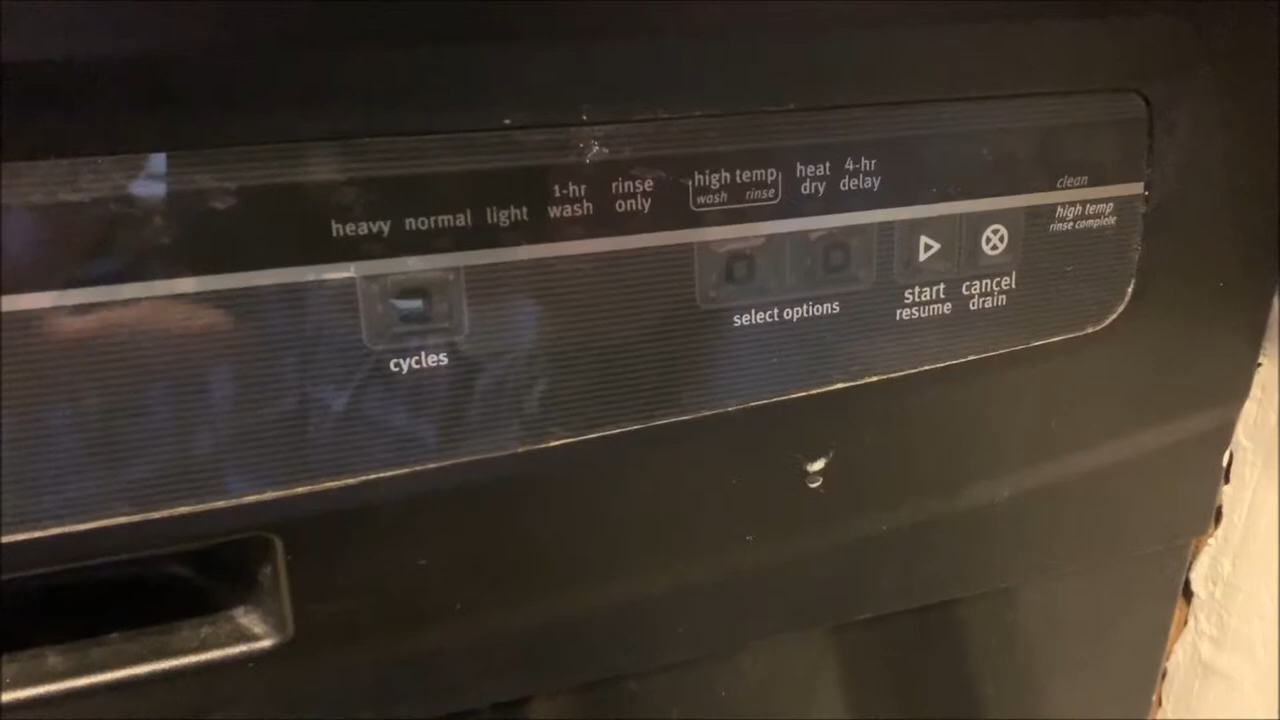 heavy normal light 1-hr wash rinse only high temp wash rinse heat dry 4-hr delay
clean
high temp
rinse complete
cycles
select options
start
resume
cancel
drain